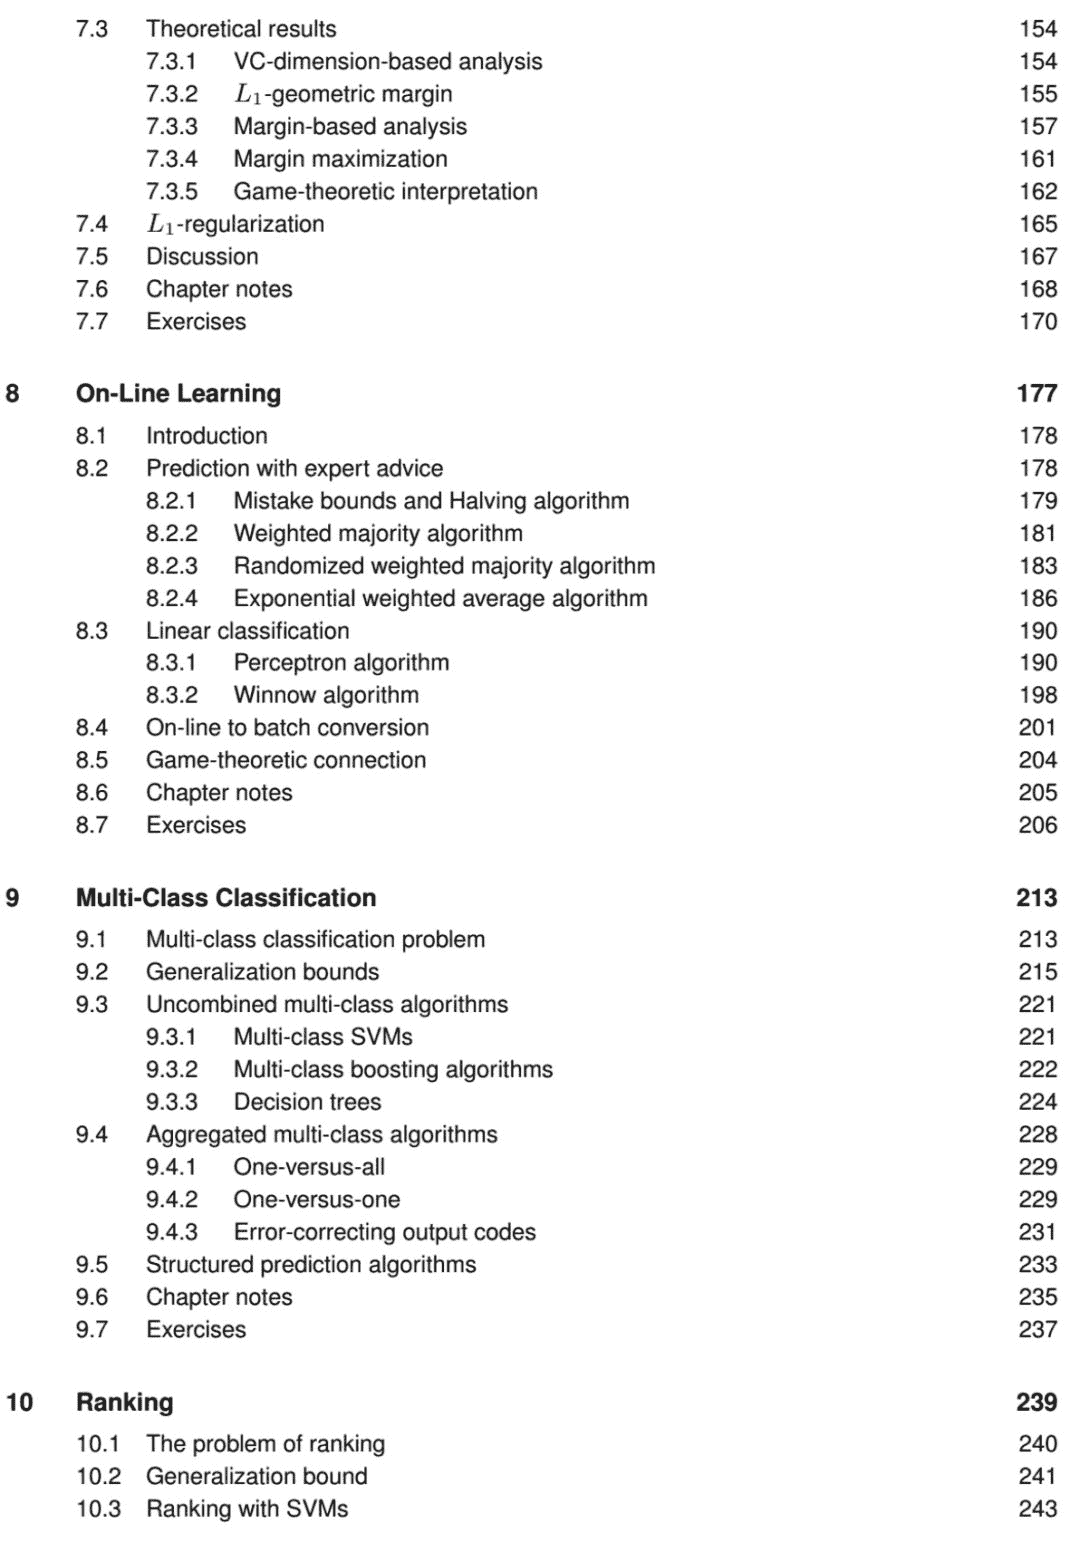 7.3 Theoretical results 154
7.3.1 VC-dimension-based analysis 154
7.3.2 L₁-geometric margin 155
7.3.3 Margin-based analysis 157
7.3.4 Margin maximization 161
7.3.5 Game-theoretic interpretation 162
7.4 L₁-regularization 165
7.5 Discussion 167
7.6 Chapter notes 168
7.7 Exercises 170
8 On-Line Learning 177
8.1 Introduction 178
8.2 Prediction with expert advice 178
8.2.1 Mistake bounds and Halving algorithm 179
8.2.2 Weighted majority algorithm 181
8.2.3 Randomized weighted majority algorithm 183
8.2.4 Exponential weighted average algorithm 186
8.3 Linear classification 190
8.3.1 Perceptron algorithm 190
8.3.2 Winnow algorithm 198
8.4 On-line to batch conversion 201
8.5 Game-theoretic connection 204
8.6 Chapter notes 205
8.7 Exercises 206
9 Multi-Class Classification 213
9.1 Multi-class classification problem 213
9.2 Generalization bounds 215
9.3 Uncombined multi-class algorithms 221
9.3.1 Multi-class SVMs 221
9.3.2 Multi-class boosting algorithms 222
9.3.3 Decision trees 224
9.4 Aggregated multi-class algorithms 228
9.4.1 One-versus-all 229
9.4.2 One-versus-one 229
9.4.3 Error-correcting output codes 231
9.5 Structured prediction algorithms 233
9.6 Chapter notes 235
9.7 Exercises 237
10 Ranking 239
10.1 The problem of ranking 240
10.2 Generalization bound 241
10.3 Ranking with SVMs 243